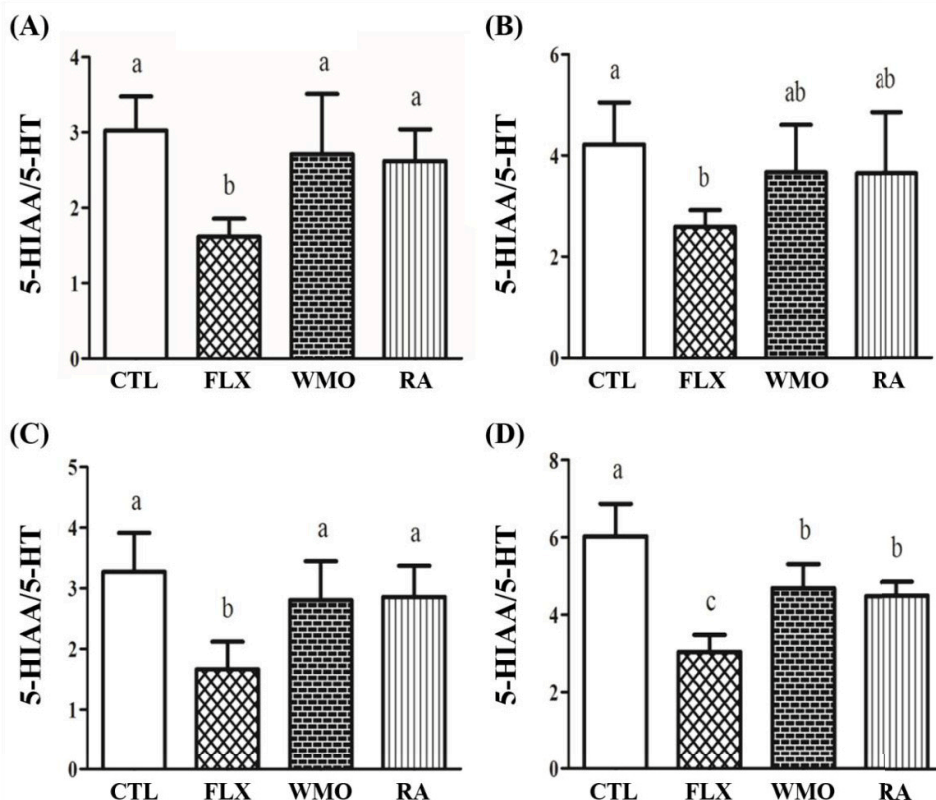 (A)
5-HIAA/5-HT
4
3
2
1
0
a
b
a
a
CTL FLX WMO RA
(B)
5-HIAA/5-HT
6
4
2
0
a
b
ab
ab
CTL FLX WMO RA
(C)
5-HIAA/5-HT
5
4
3
2
1
0
a
b
a
a
CTL FLX WMO RA
(D)
5-HIAA/5-HT
8
6
4
2
0
a
c
b
b
CTL FLX WMO RA